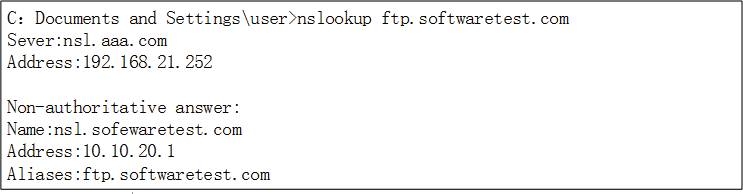 C: Documents and Settings\user>nslookup ftp.softwaretest.com
Sever:nsl.aaa.com
Address:192.168.21.252
Non-authoritative answer:
Name:nsl.sofewaretest.com
Address:10.10.20.1
Aliases:ftp.softwaretest.com